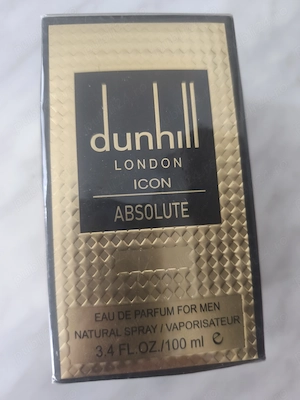 dunhill
LONDON
ICON
ABSOLUTE
EAU DE PARFUM FOR MEN
NATURAL SPRAY / VAPORISATEUR
3.4 FL.OZ./100 ml ℮